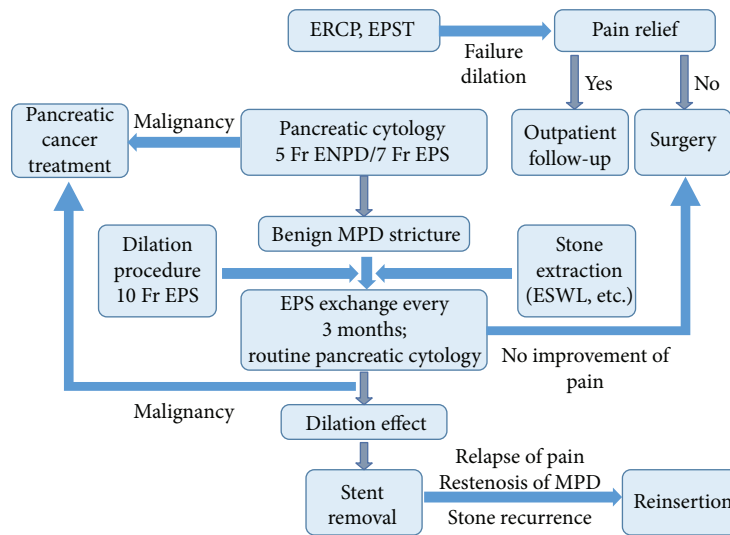 ERCP, EPST
Failure
dilation
Pain relief
Yes
No
Pancreatic
cancer
treatment
Malignancy
Pancreatic cytology
5 Fr ENPD/7 Fr EPS
Outpatient
follow-up
Surgery
Benign MPD stricture
Dilation
procedure
10 Fr EPS
Stone
extraction
(ESWL, etc.)
EPS exchange every
3 months;
routine pancreatic cytology
No improvement of
pain
Malignancy
Dilation effect
Stent
removal
Relapse of pain
Restenosis of MPD
Stone recurrence
Reinsertion